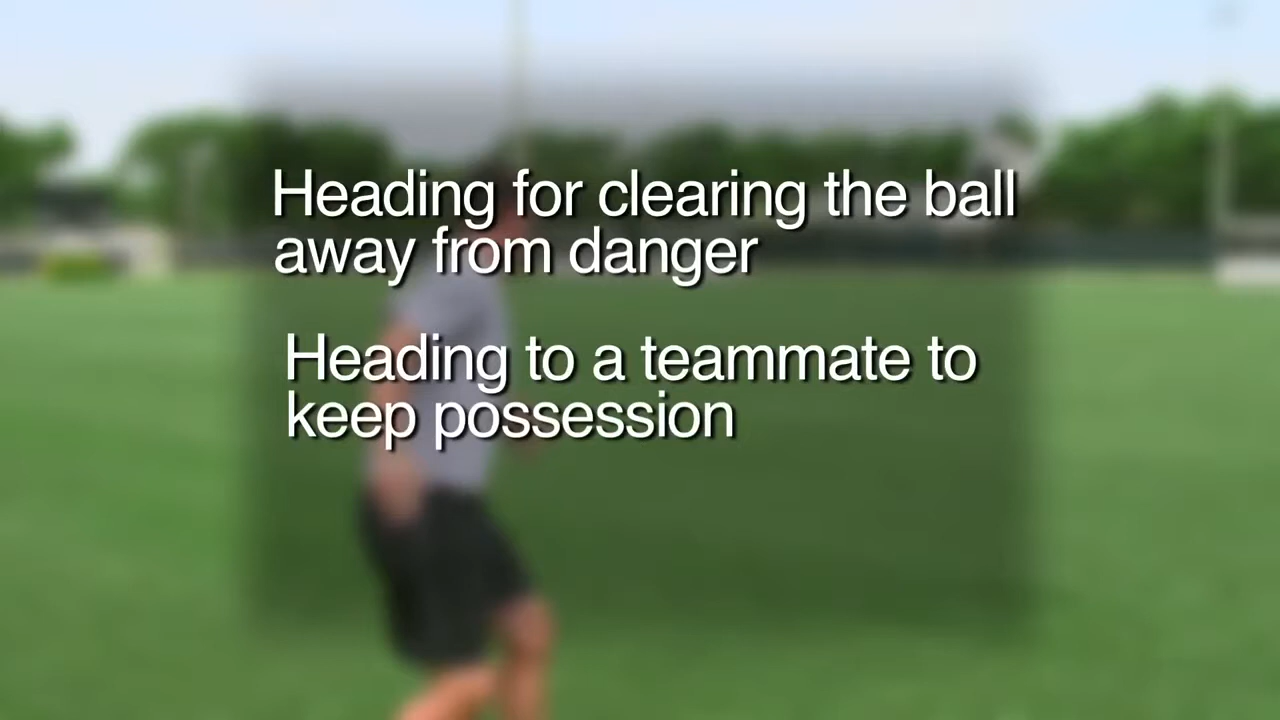 Heading for clearing the ball
away from danger
Heading to a teammate to
keep possession